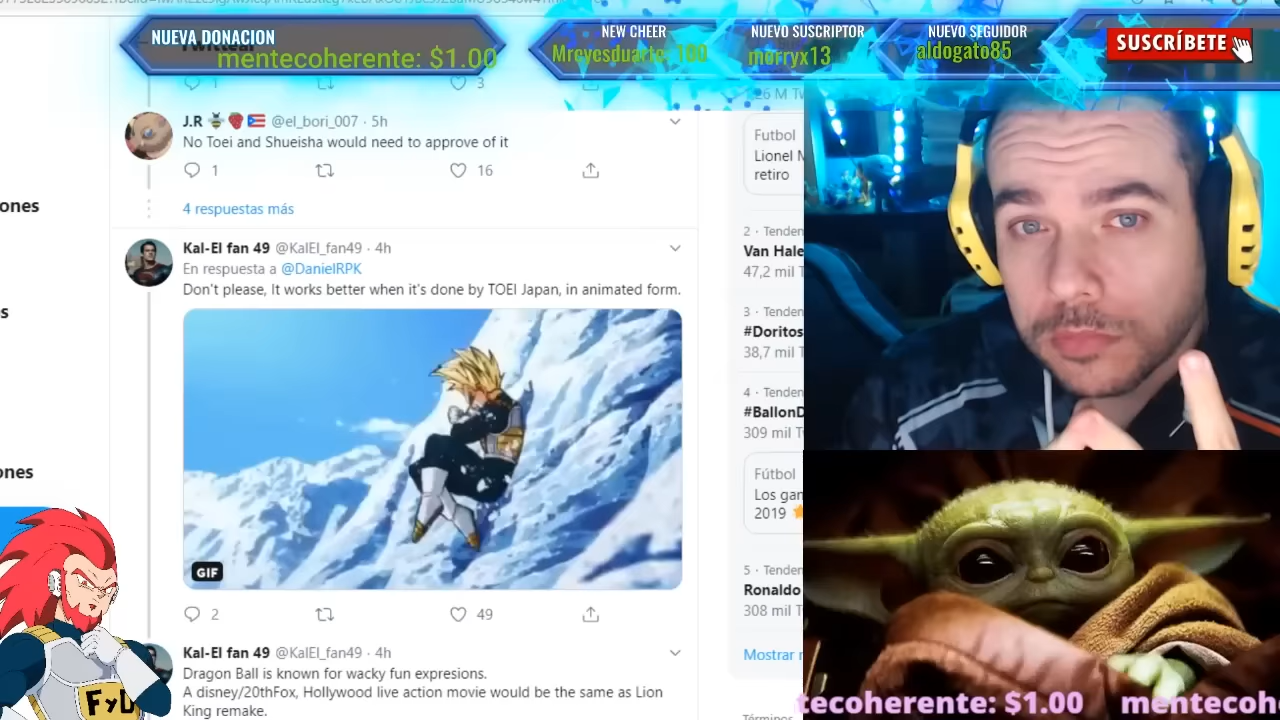 NUEVA DONACION
mentecoherente: $1.00
NEW CHEER
Mreyesduarte: 100
NUEVO SUSCRIPTOR
morryx13
NUEVO SEGUIDOR
aldogato85
SUSCRÍBETE
1
3
J.R @el_bori_007 · 5h
No Toei and Shueisha would need to approve of it
1
16
4 respuestas más
Kal-El fan 49 @KalEl_fan49 · 4h
En respuesta a @DanielRPK
Don't please, It works better when it's done by TOEI Japan, in animated form.
GIF
2
49
Kal-El fan 49 @KalEl_fan49 · 4h
Dragon Ball is known for wacky fun expresions.
A disney/20thFox, Hollywood live action movie would be the same as Lion
King remake.
ones
s
ones
FyD
Futbol
Lionel M
retiro
2 · Tenden
Van Hale
47,2 mil T
3 · Tenden
#Doritos
38,7 mil T
4 · Tenden
#BallonD
309 mil T
Fútbol
Los gan
2019
5 · Tenden
Ronaldo
308 mil T
Mostrar
Términos
tecoherente: $1.00 mentecoh